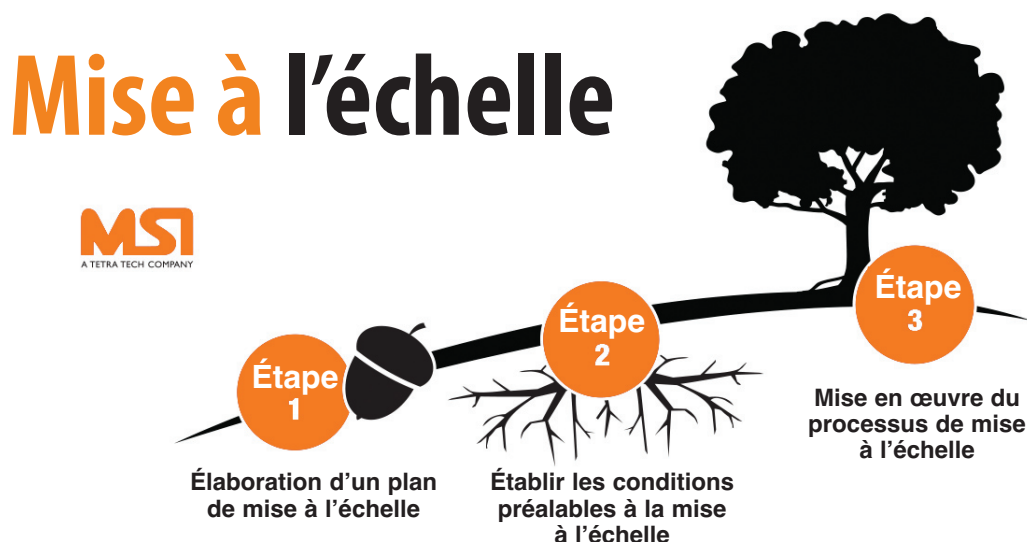 Mise à l’échelle
MSI
A TETRA TECH COMPANY
Étape
1
Élaboration d’un plan
de mise à l’échelle
Étape
2
Établir les conditions
préalables à la mise
à l’échelle
Étape
3
Mise en œuvre du
processus de mise
à l’échelle